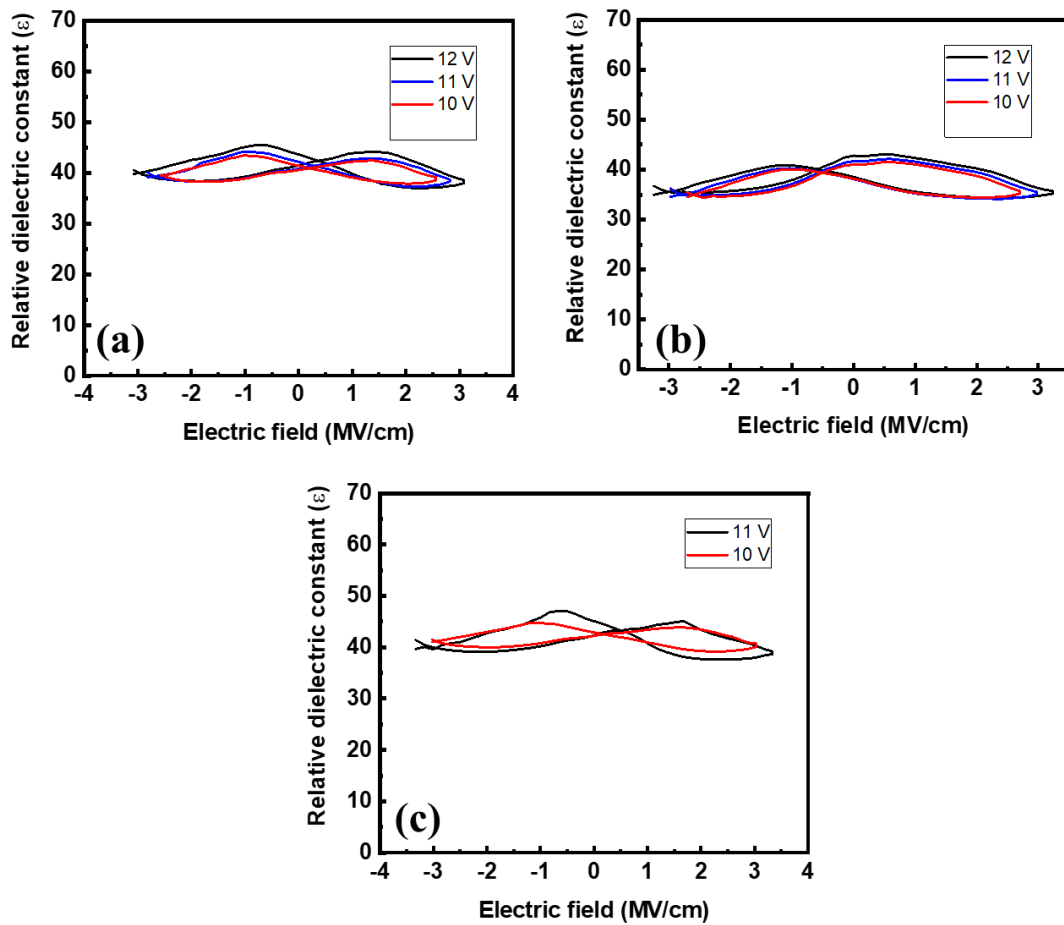 Relative dielectric constant (ε)
70
60
50
40
30
20
10
0
12 V
11 V
10 V
(a)
-4 -3 -2 -1 0 1 2 3 4
Electric field (MV/cm)
Relative dielectric constant (ε)
70
60
50
40
30
20
10
0
12 V
11 V
10 V
(b)
-3 -2 -1 0 1 2 3
Electric field (MV/cm)
Relative dielectric constant (ε)
70
60
50
40
30
20
10
0
11 V
10 V
(c)
-4 -3 -2 -1 0 1 2 3 4
Electric field (MV/cm)